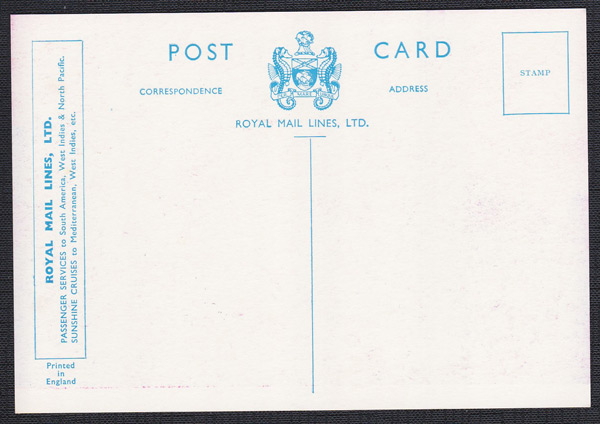 POST CARD
CORRESPONDENCE
ADDRESS
STAMP
ROYAL MAIL LINES, LTD.
ROYAL MAIL LINES, LTD.
PASSENGER SERVICES to South America, West Indies & North Pacific.
SUNSHINE CRUISES to Mediterranean, West Indies, etc.
Printed
in
England